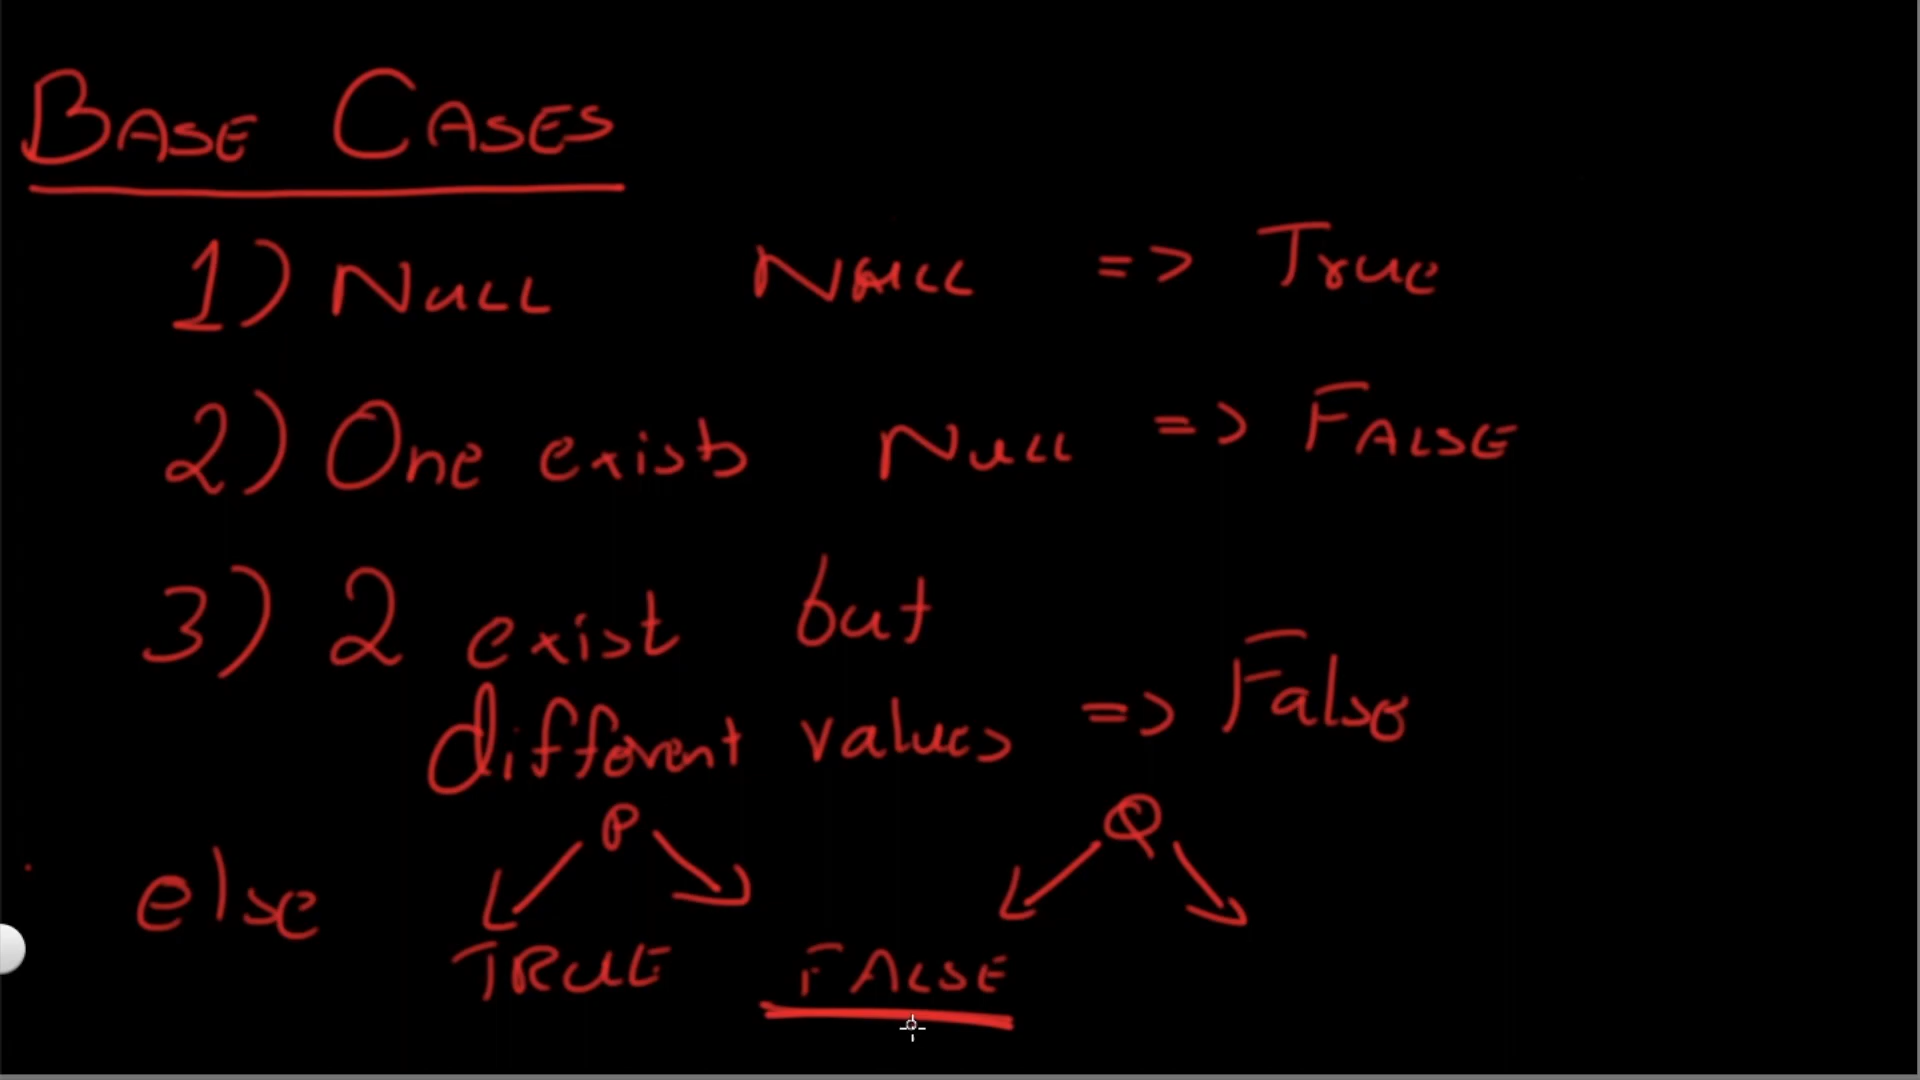 BASE CASES
1) NULL NULL => True
2) One exists NULL => FALSE
3) 2 exist but
different values => False
P Q
else
TRUE FALSE